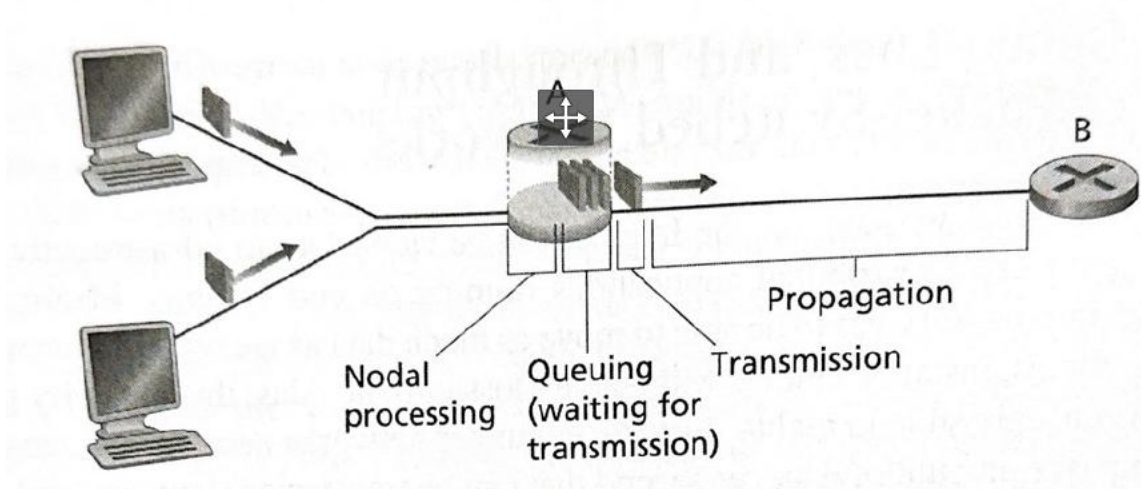 A
B
Propagation
Transmission
Nodal
processing
Queuing
(waiting for
transmission)